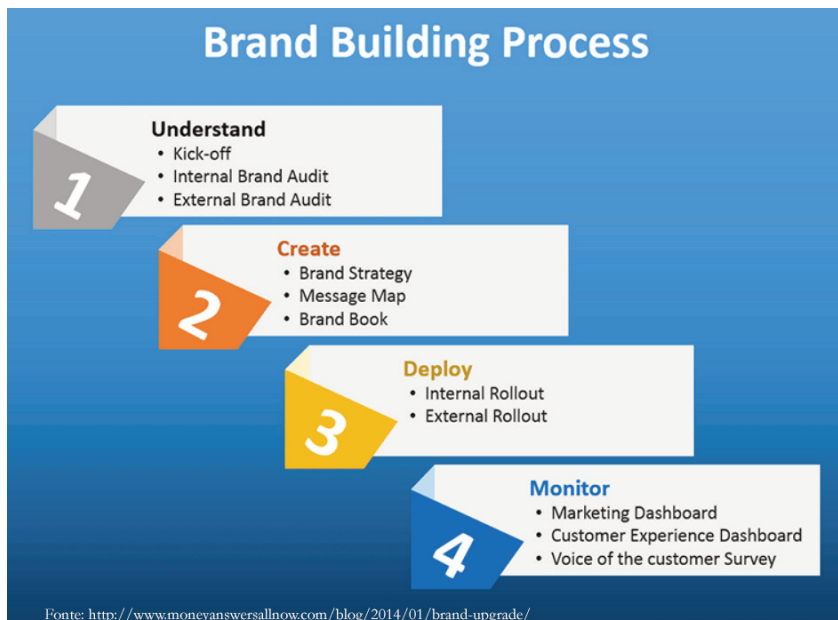 Brand Building Process
1
Understand
• Kick-off
• Internal Brand Audit
• External Brand Audit
2
Create
• Brand Strategy
• Message Map
• Brand Book
3
Deploy
• Internal Rollout
• External Rollout
4
Monitor
• Marketing Dashboard
• Customer Experience Dashboard
• Voice of the customer Survey
Fonte: http://www.moneyanswersallnow.com/blog/2014/01/brand-upgrade/